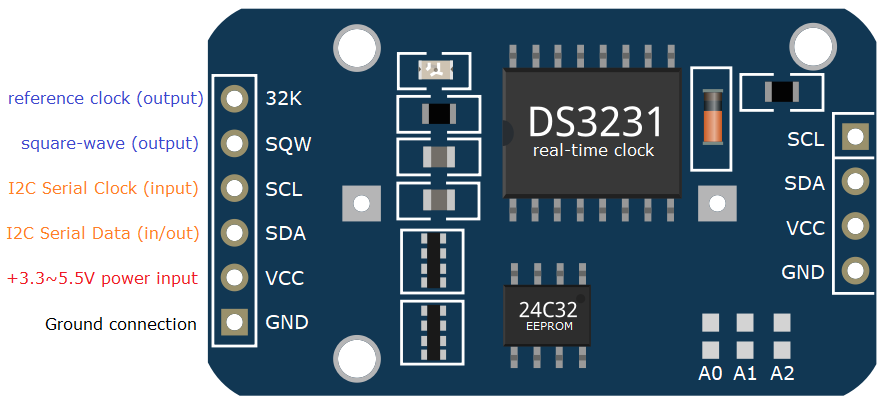 reference clock (output)
32K
square-wave (output)
SQW
I2C Serial Clock (input)
SCL
I2C Serial Data (in/out)
SDA
+3.3~5.5V power input
VCC
Ground connection
GND
DS3231
real-time clock
24C32
EEPROM
SCL
SDA
VCC
GND
A0 A1 A2